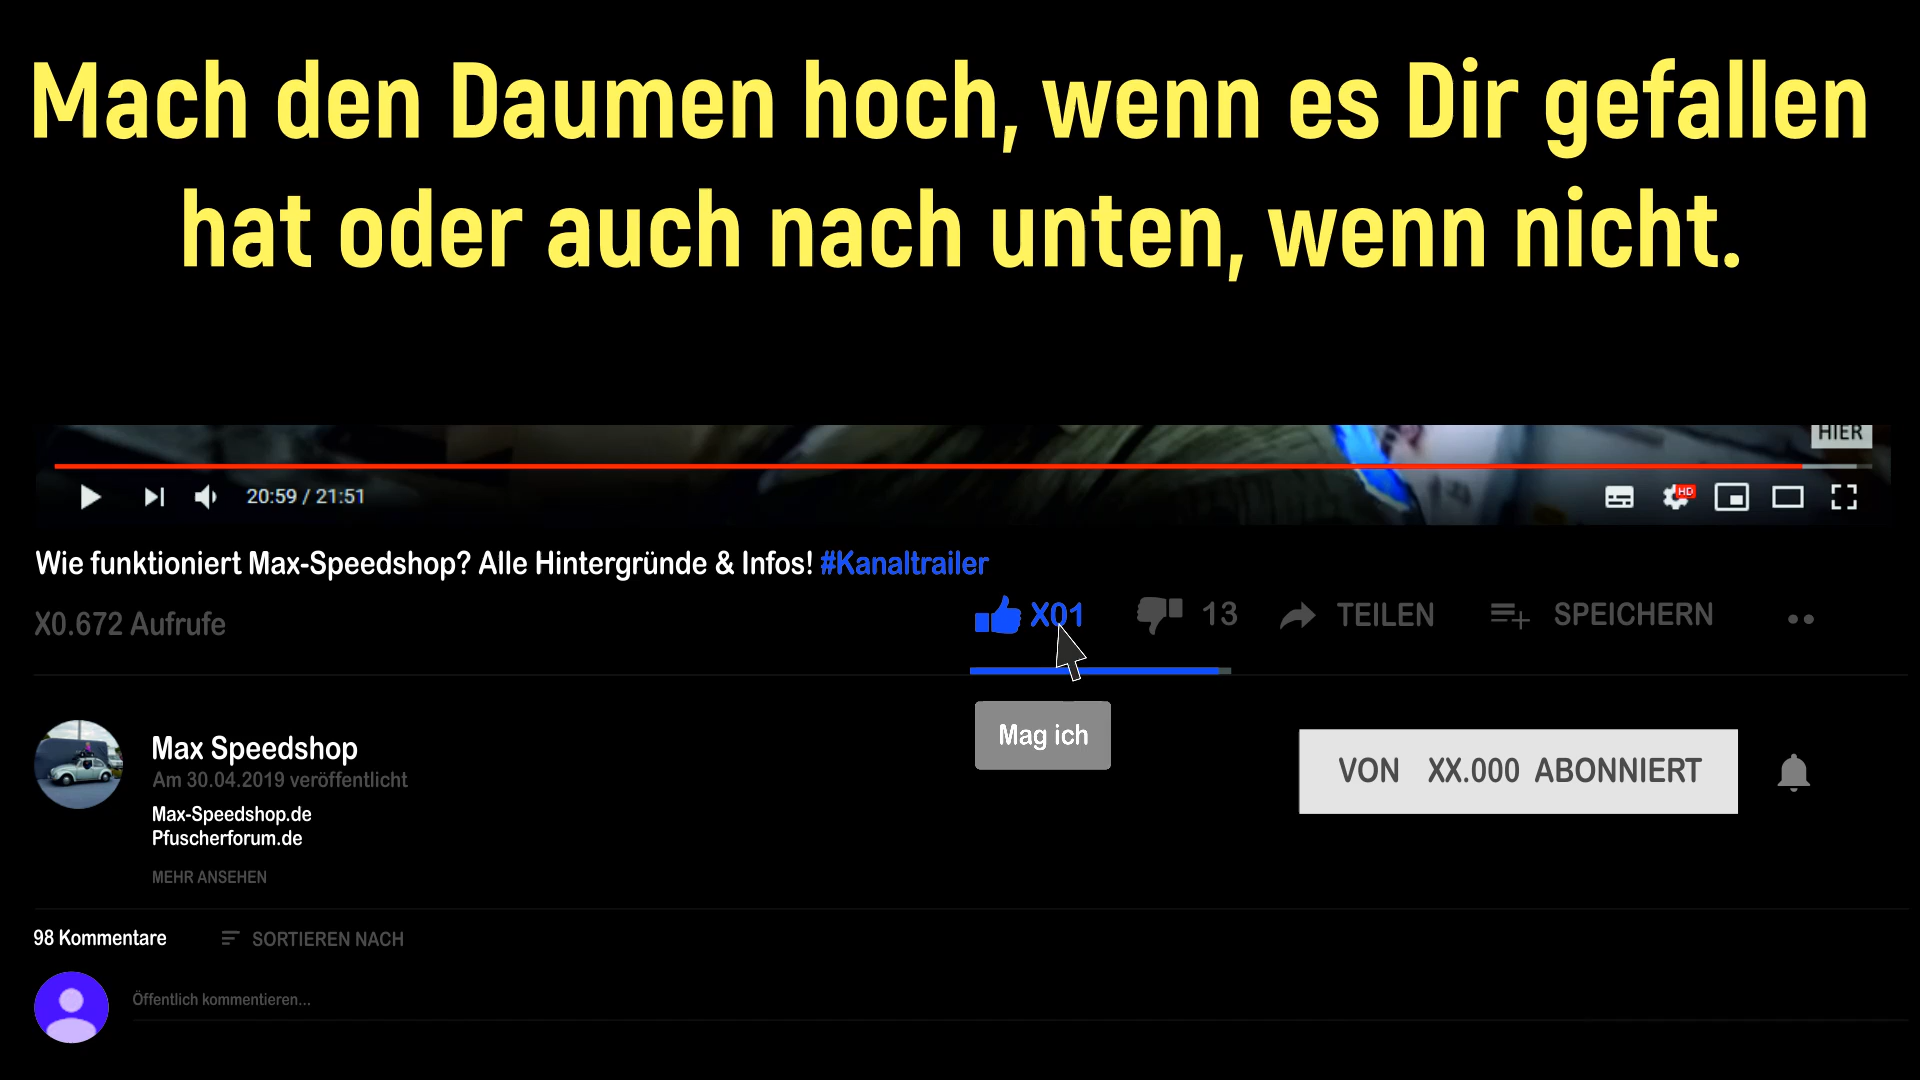 Mach den Daumen hoch, wenn es Dir gefallen
hat oder auch nach unten, wenn nicht.
HIER
20:59 / 21:51
HD
Wie funktioniert Max-Speedshop? Alle Hintergründe & Infos! #Kanaltrailer
X0.672 Aufrufe
X01 13 TEILEN SPEICHERN
Mag ich
Max Speedshop
Am 30.04.2019 veröffentlicht
Max-Speedshop.de
Pfuscherforum.de
MEHR ANSEHEN
VON XX.000 ABONNIERT
98 Kommentare SORTIEREN NACH
Öffentlich kommentieren...